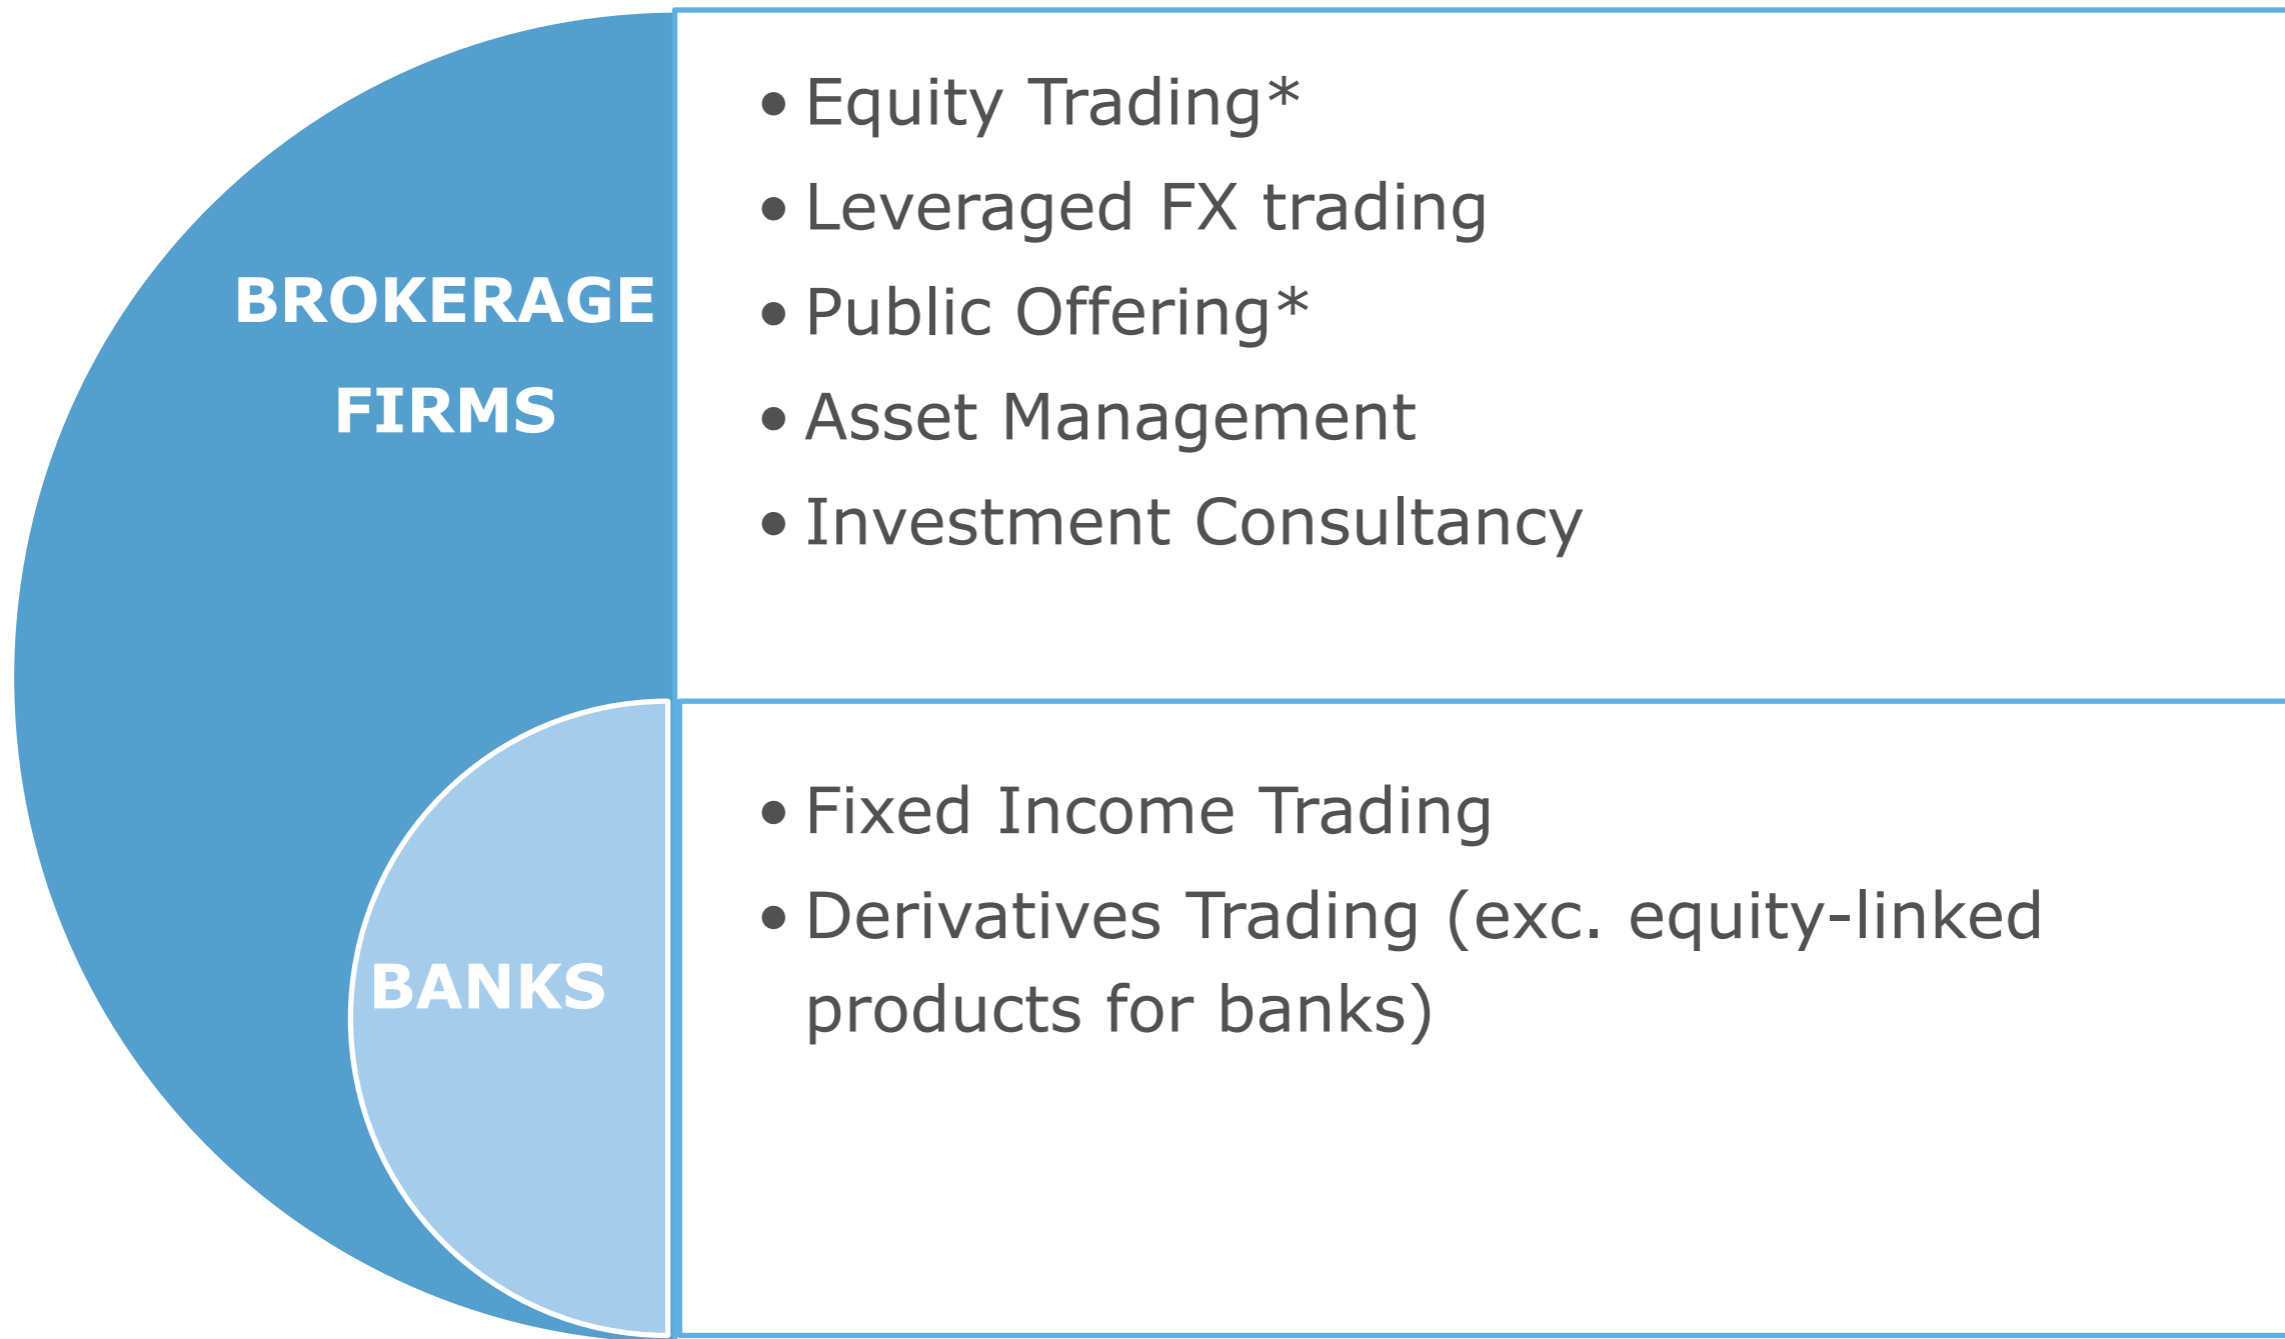 BROKERAGE
FIRMS
• Equity Trading*
• Leveraged FX trading
• Public Offering*
• Asset Management
• Investment Consultancy
BANKS
• Fixed Income Trading
• Derivatives Trading (exc. equity-linked
products for banks)